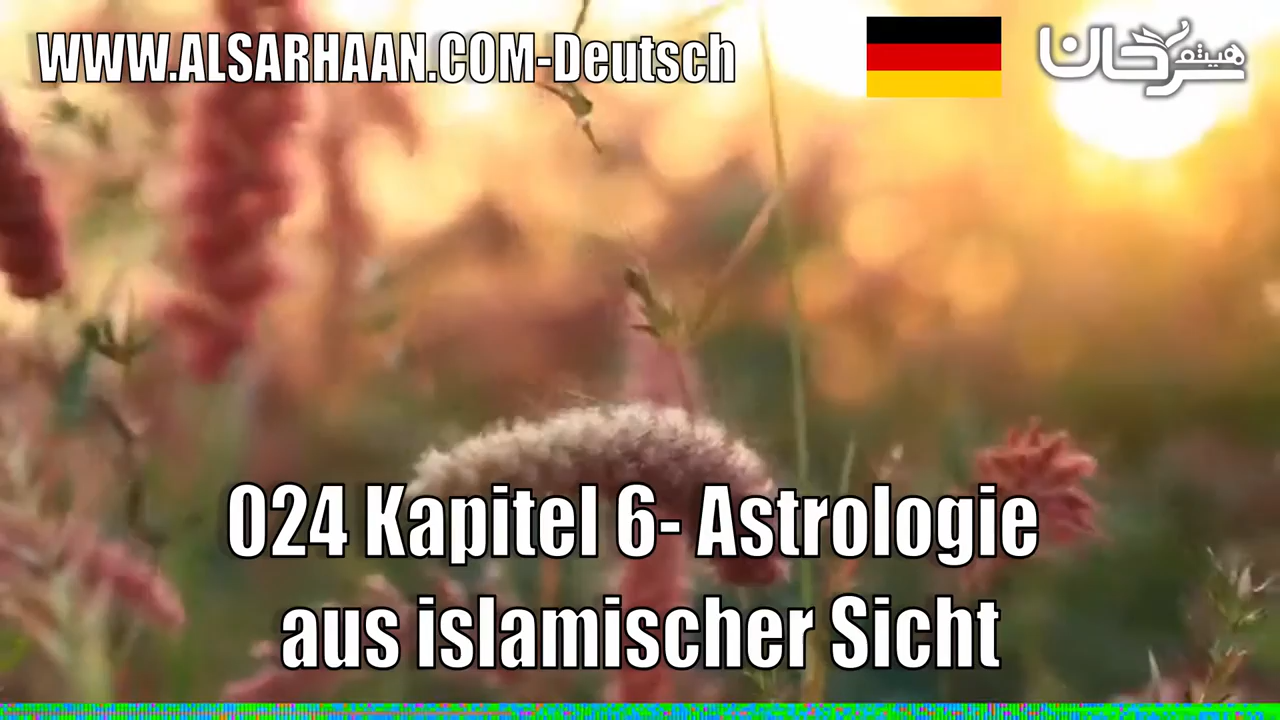 WWW.ALSARHAAN.COM-Deutsch
هيثم سرحان
024 Kapitel 6- Astrologie
aus islamischer Sicht